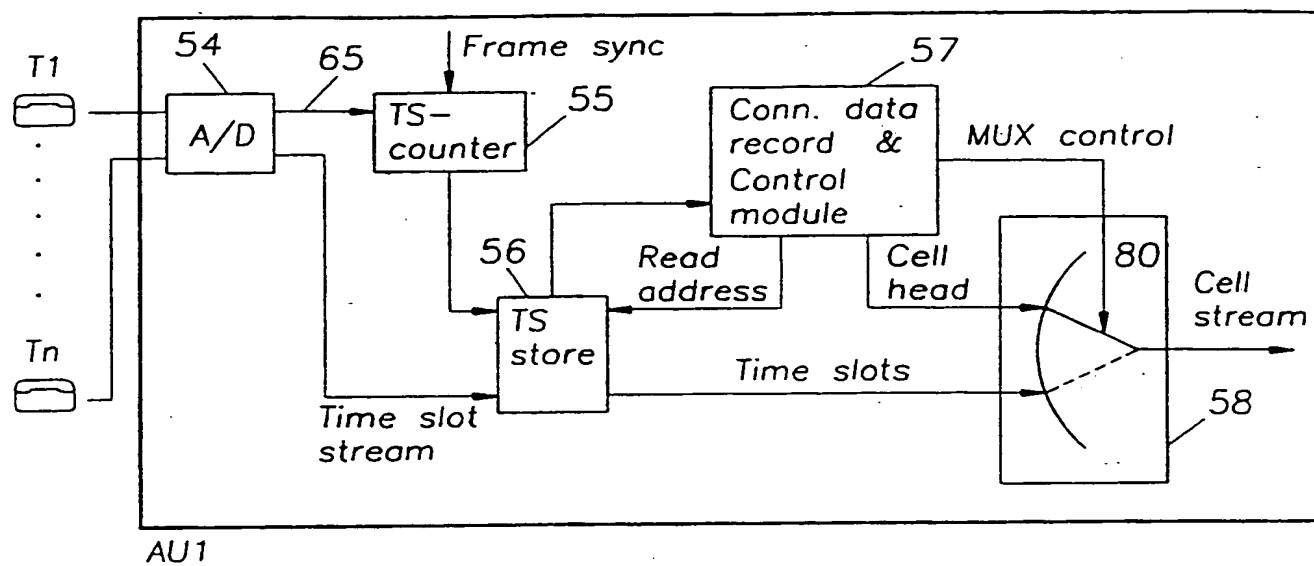 T1
Tn
54
A/D
65
Frame sync
TS-
counter
55
57
Conn. data
record &
Control
module
MUX control
56
TS
store
Read
address
Cell
head
80
Cell
stream
Time slots
Time slot
stream
58
AU1